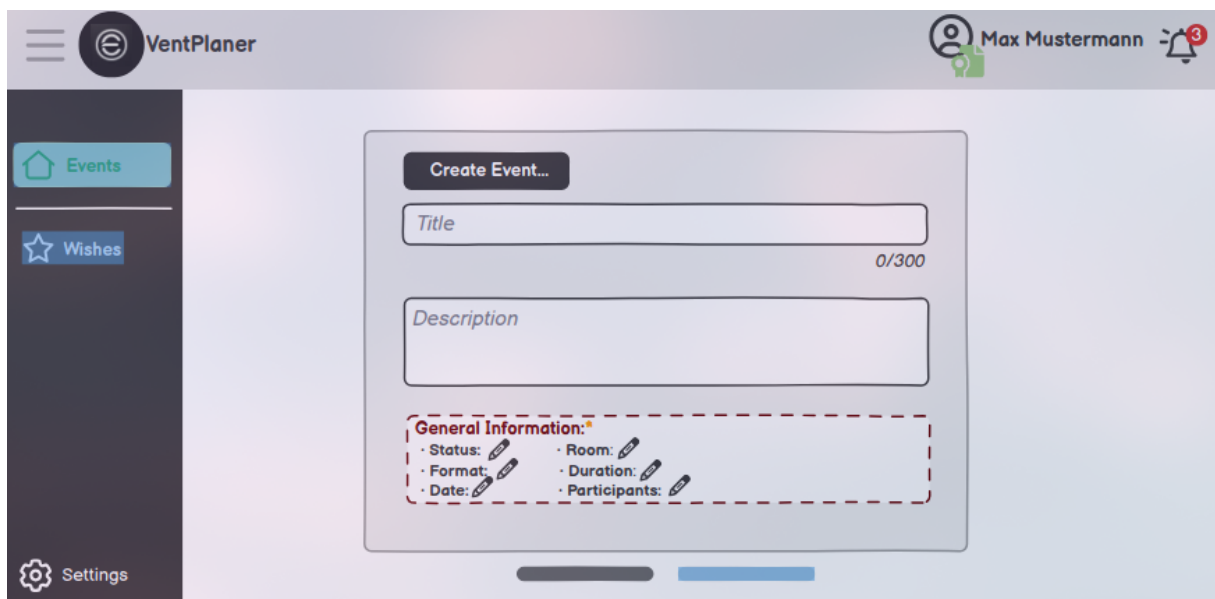 e VentPlaner
Max Mustermann
3
Events
Wishes
Settings
Create Event...
Title
0/300
Description
General Information:*
· Status:
· Room:
· Format:
· Duration:
· Date:
· Participants: